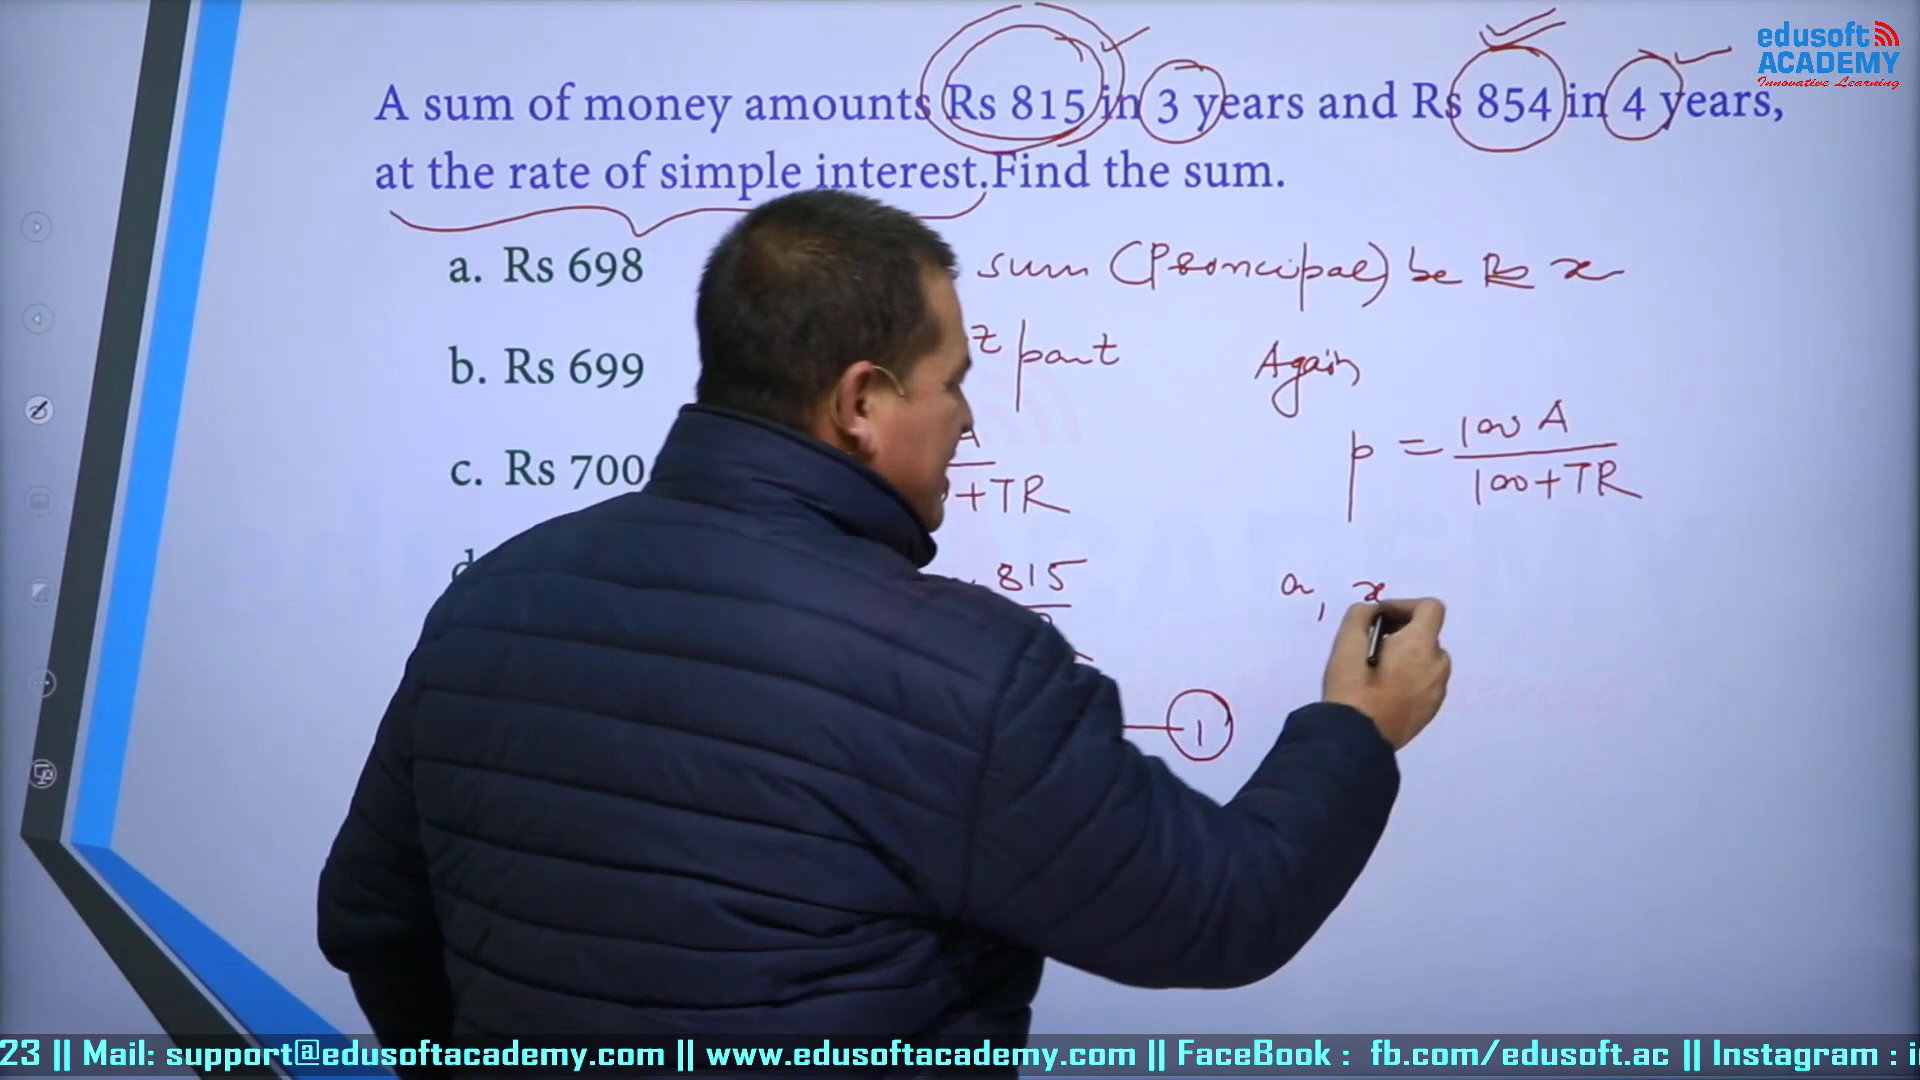 edusoft
ACADEMY
Innovative Learning
A sum of money amounts Rs 815 in 3 years and Rs 854 in 4 years,
at the rate of simple interest.Find the sum.
a. Rs 698
sum (Principal) be Rs x
b. Rs 699
part
Again
p = 100 A
100+TR
c. Rs 700
+TR
815
or, x
1
23 || Mail: support@edusoftacademy.com || www.edusoftacademy.com || FaceBook : fb.com/edusoft.ac || Instagram :